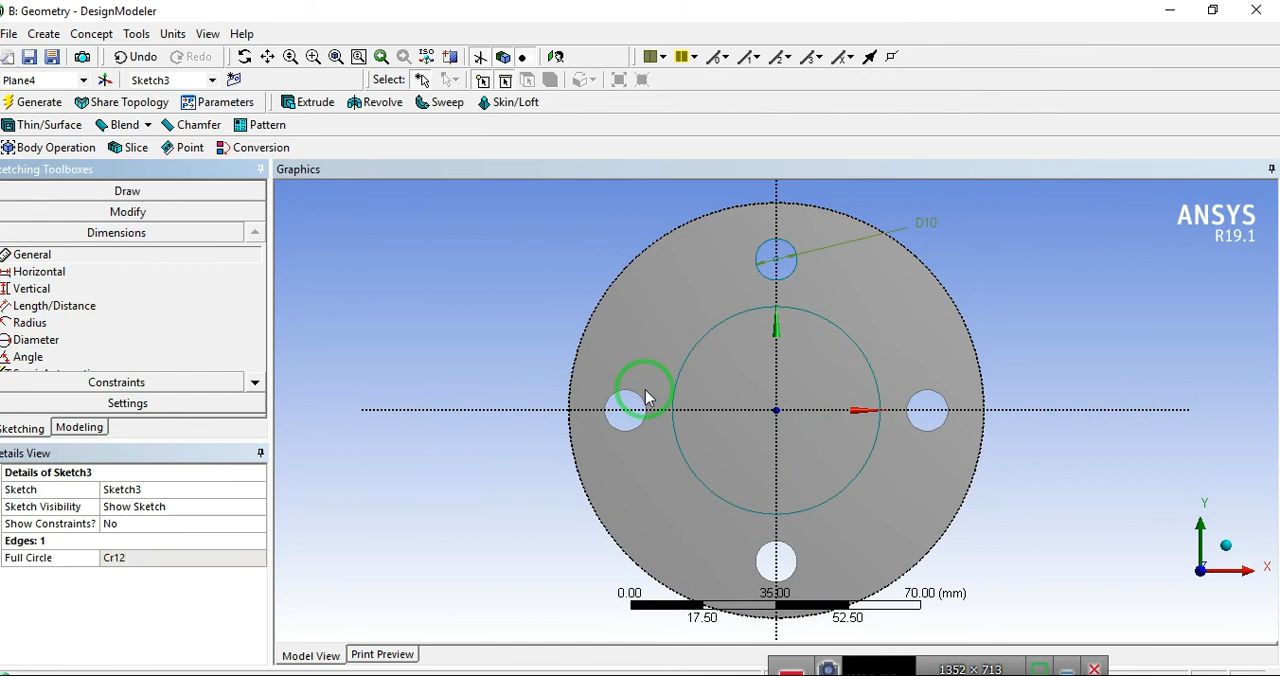 B: Geometry - DesignModeler
File Create Concept Tools Units View Help
Undo Redo ISO
Plane4 Sketch3 Select:
Generate Share Topology Parameters Extrude Revolve Sweep Skin/Loft
Thin/Surface Blend Chamfer Pattern
Body Operation Slice Point Conversion
etching Toolboxes Graphics
Draw
Modify
Dimensions
General
Horizontal
Vertical
Length/Distance
Radius
Diameter
Angle
Constraints
Settings
ketching Modeling
etails View
Details of Sketch3
Sketch Sketch3
Sketch Visibility Show Sketch
Show Constraints? No
Edges: 1
Full Circle Cr12
D10
ANSYS
R19.1
Y
X
0.00 35.00 70.00 (mm)
17.50 52.50
Model View Print Preview
1352 × 713